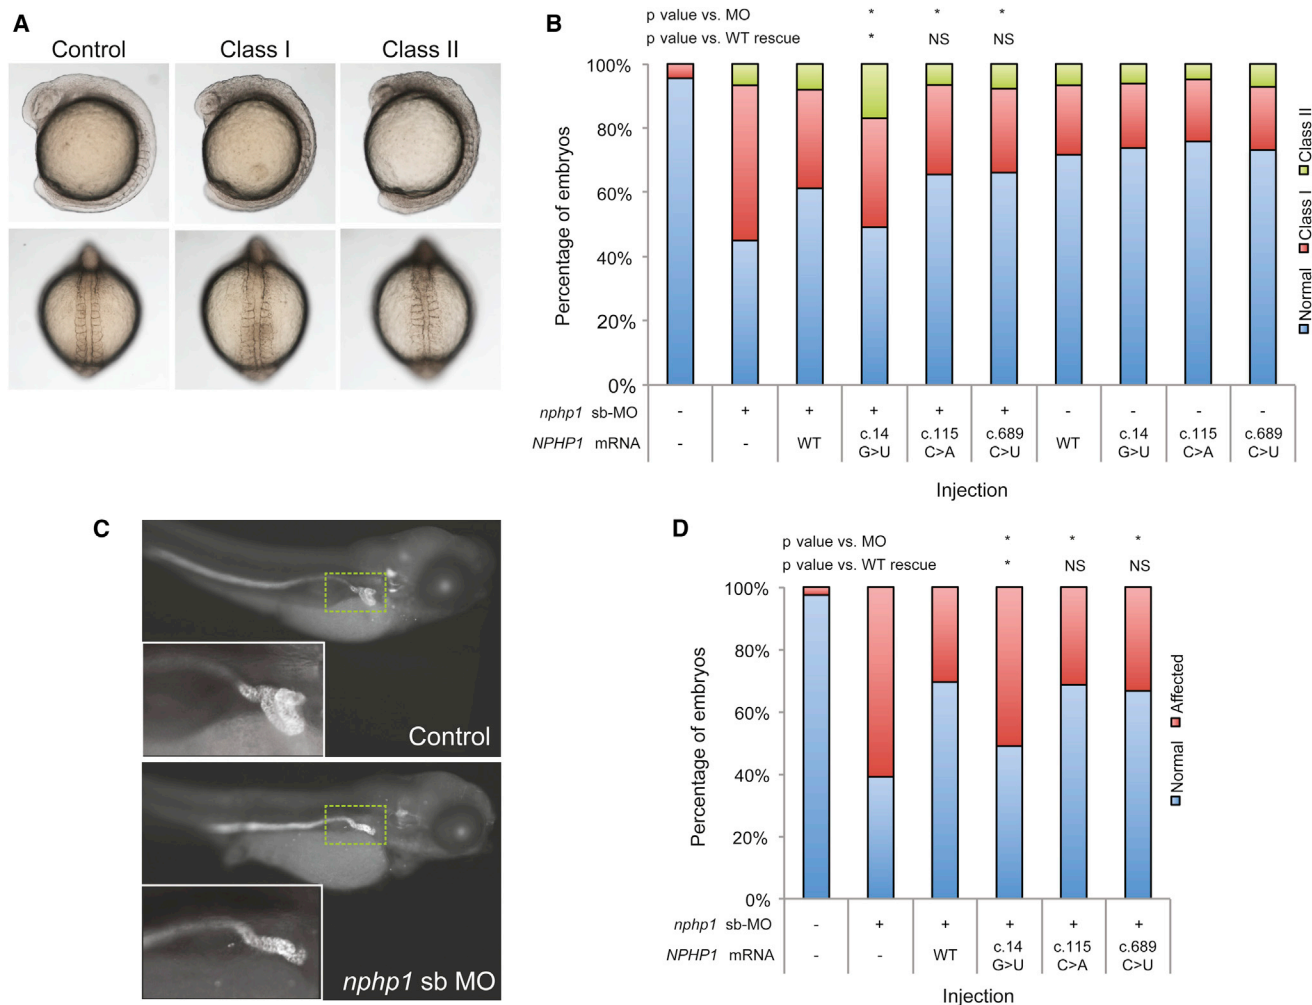 A
Control Class I Class II
B
p value vs. MO * * *
p value vs. WT rescue * NS NS
100%
80%
60%
40%
20%
0%
Percentage of embryos
Normal Class I Class II
nphp1 sb-MO - + + + + + - - - -
NPHP1 mRNA - - WT c.14 G>U c.115 C>A c.689 C>U WT c.14 G>U c.115 C>A c.689 C>U
Injection
C
Control
nphp1 sb MO
D
p value vs. MO * * *
p value vs. WT rescue * NS NS
100%
80%
60%
40%
20%
0%
Percentage of embryos
Normal Affected
nphp1 sb-MO - + + + + +
NPHP1 mRNA - - WT c.14 G>U c.115 C>A c.689 C>U
Injection